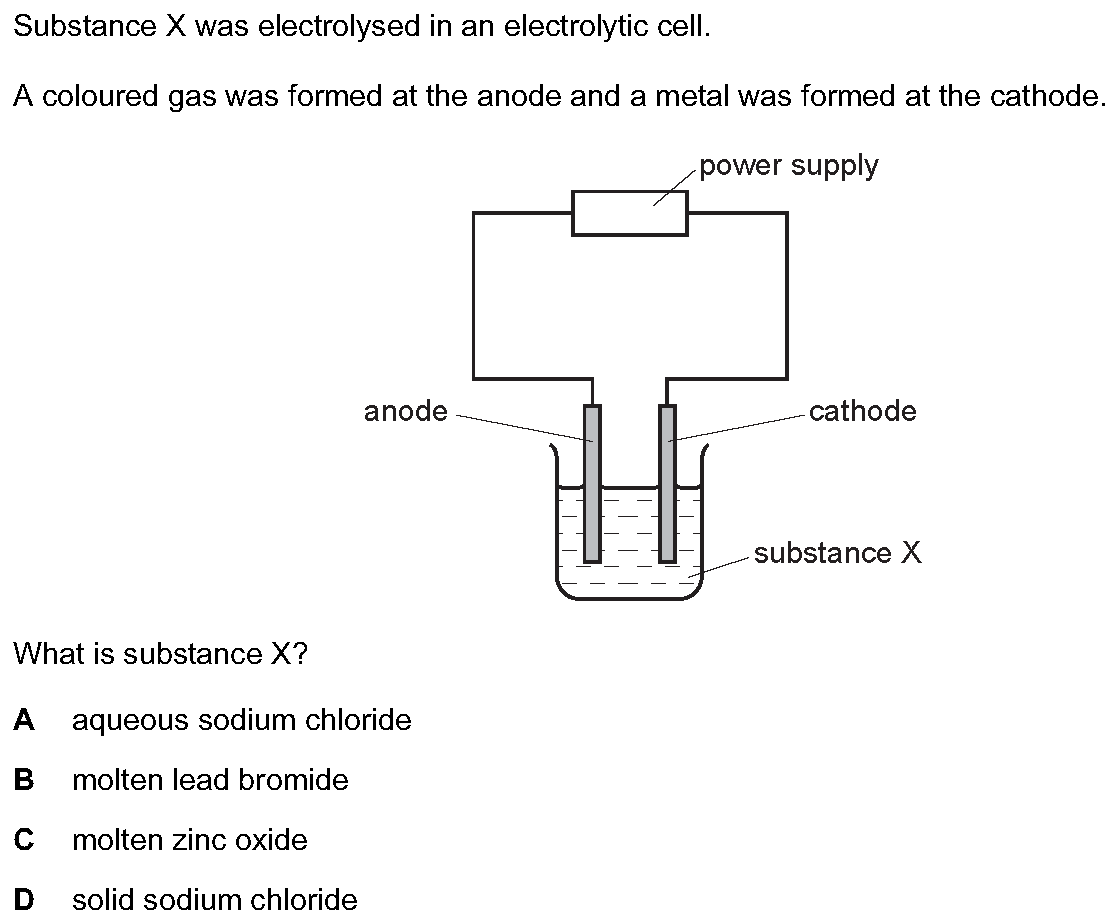 Substance X was electrolysed in an electrolytic cell.
A coloured gas was formed at the anode and a metal was formed at the cathode.
power supply
anode
cathode
substance X
What is substance X?
A aqueous sodium chloride
B molten lead bromide
C molten zinc oxide
D solid sodium chloride